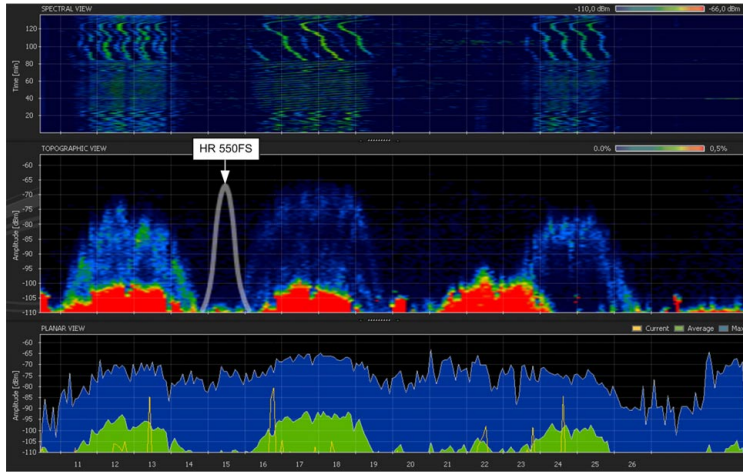 SPECTRAL VIEW
-110,0 dBm -66,0 dBm
Time [min]
120
100
80
60
40
20
HR 550FS
TOPOGRAPHIC VIEW
0.0% 0,5%
Amplitude [dBm]
-60
-65
-70
-75
-80
-85
-90
-95
-100
-105
-110
PLANAR VIEW
Current Average Max
Amplitude [dBm]
-60
-65
-70
-75
-80
-85
-90
-95
-100
-105
-110
11 12 13 15 16 17 18 19 20 22 23 24 25 26